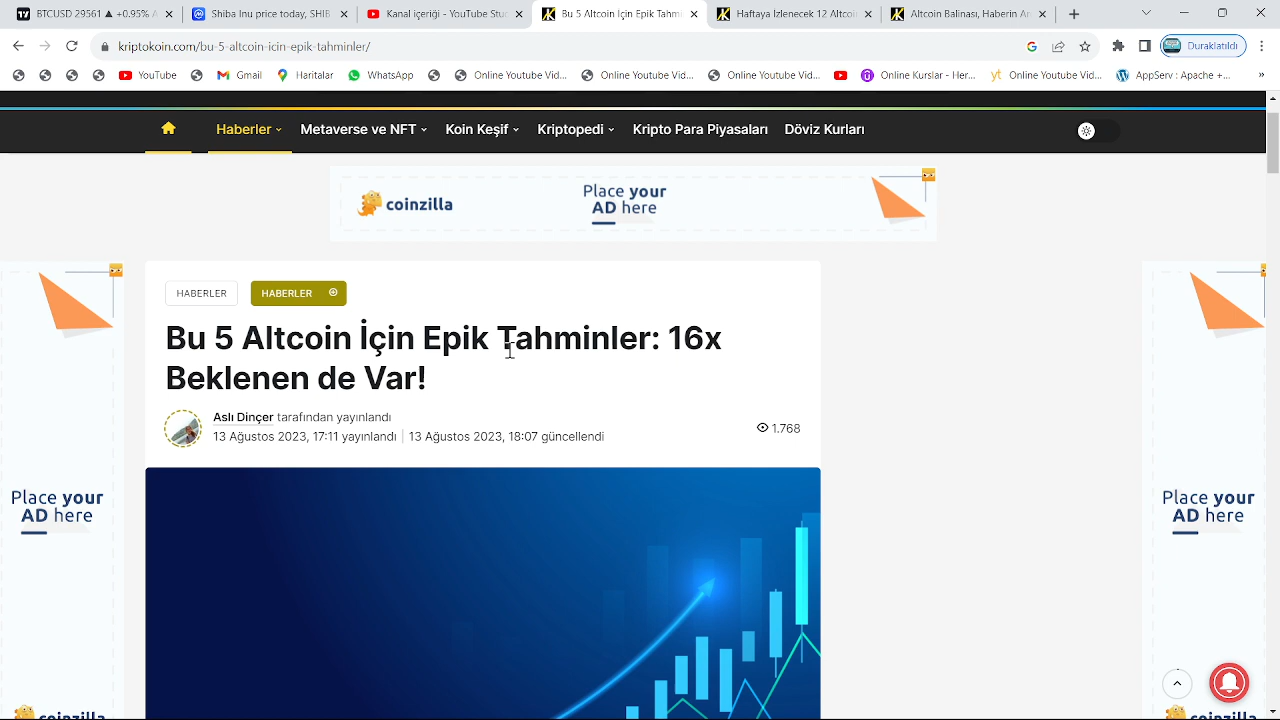 BTCUSD 29561 ▲ +0.95% A
Shiba Inu today, SHIB
Kanal içeriği - YouTube Stu
Bu 5 Altcoin İçin Epik Tahmi
Haftaya İzlenecek 12 Altcoin
Altcoin Balinası, Haberin Ar
kriptokoin.com/bu-5-altcoin-icin-epik-tahminler/
Duraklatıldı
YouTube
Gmail
Haritalar
WhatsApp
Online Youtube Vid...
Online Youtube Vid...
Online Youtube Vid...
Online Kurslar - Her...
yt Online Youtube Vid...
AppServ : Apache +...
Haberler
Metaverse ve NFT
Koin Keşif
Kriptopedi
Kripto Para Piyasaları
Döviz Kurları
coinzilla
Place your
AD here
HABERLER
HABERLER
Bu 5 Altcoin İçin Epik Tahminler: 16x
Beklenen de Var!
Aslı Dinçer tarafından yayınlandı
13 Ağustos 2023, 17:11 yayınlandı | 13 Ağustos 2023, 18:07 güncellendi
1.768
Place your
AD here
Place your
AD here
coinzilla
coinzilla